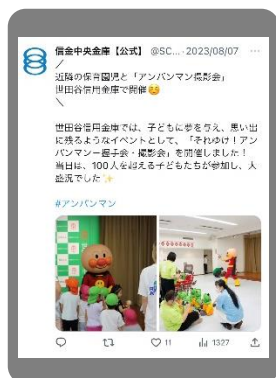 信金中央金庫【公式】 @SC... · 2023/08/07 ...
／
近隣の保育園児と「アンパンマン撮影会」
世田谷信用金庫で開催😊
＼
世田谷信用金庫では、子どもに夢を与え、思い出
に残るようなイベントとして、「それゆけ！アン
パンマン一握手会・撮影会」を開催しました！
当日は、100人を超える子どもたちが参加し、大
盛況でした✨
#アンパンマン
11
1327